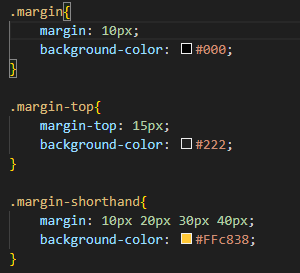 .margin{
    margin: 10px;
    background-color: #000;
}

.margin-top{
    margin-top: 15px;
    background-color: #222;
}

.margin-shorthand{
    margin: 10px 20px 30px 40px;
    background-color: #FFc838;
}